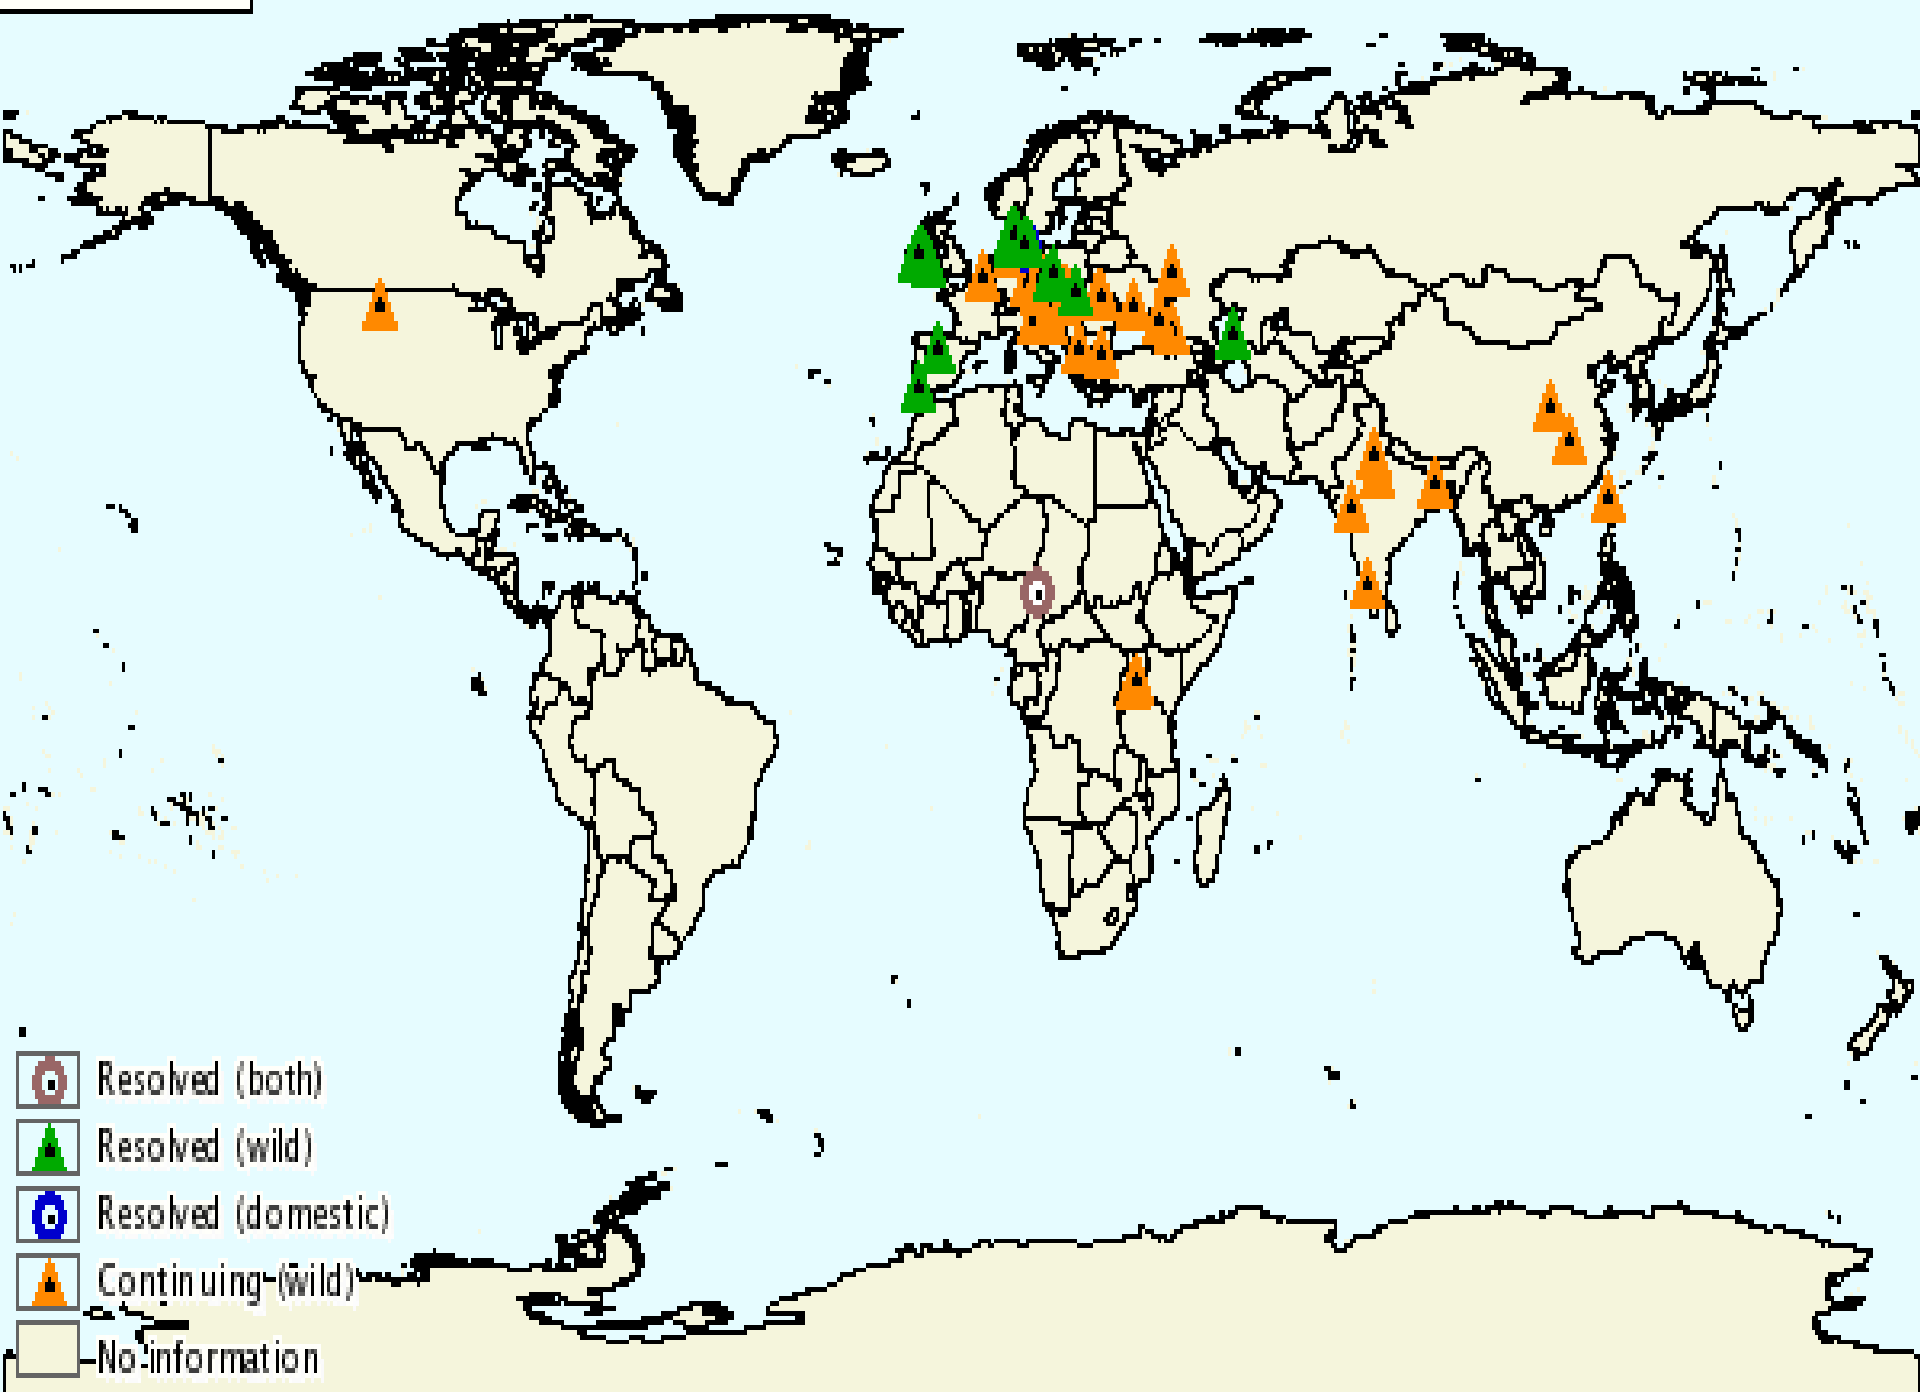 Resolved (both)
Resolved (wild)
Resolved (domestic)
Continuing (wild)
No information